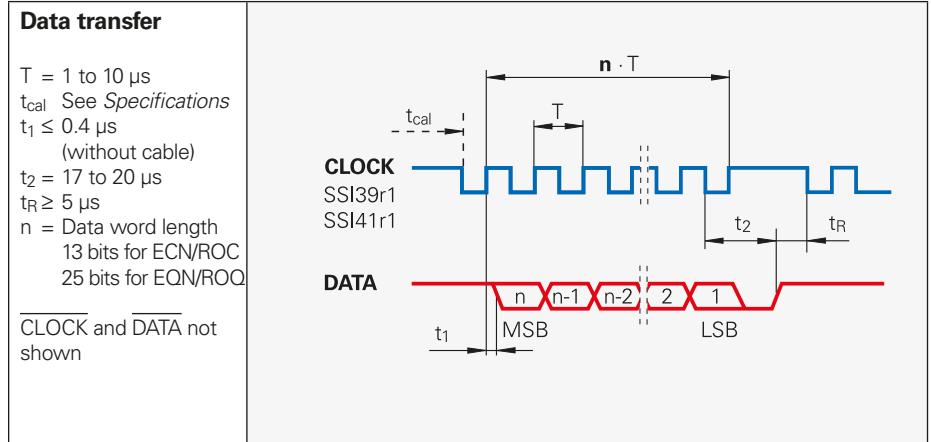 Data transfer
T = 1 to 10 µs
tcal See Specifications
t1 ≤ 0.4 µs
(without cable)
t2 = 17 to 20 µs
tR ≥ 5 µs
n = Data word length
13 bits for ECN/ROC
25 bits for EQN/ROQ
C̅L̅O̅C̅K̅ and D̅A̅T̅A̅ not
shown
n · T
tcal
T
CLOCK
SSI39r1
SSI41r1
t2
tR
DATA
n n-1 n-2 2 1
t1
MSB LSB